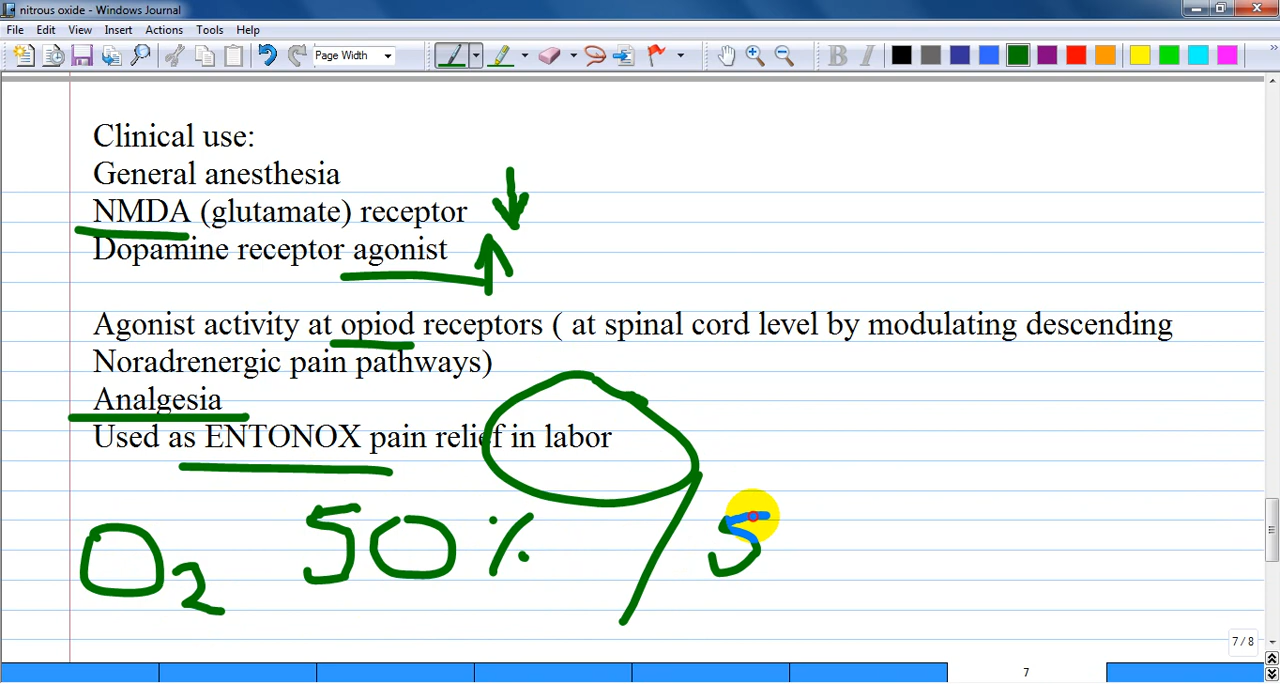 nitrous oxide - Windows Journal
File Edit View Insert Actions Tools Help
Page Width B I
Clinical use:
General anesthesia
NMDA (glutamate) receptor
Dopamine receptor agonist
Agonist activity at opiod receptors ( at spinal cord level by modulating descending
Noradrenergic pain pathways)
Analgesia
Used as ENTONOX pain relief in labor
O2 50 % / 5
7 / 8
7